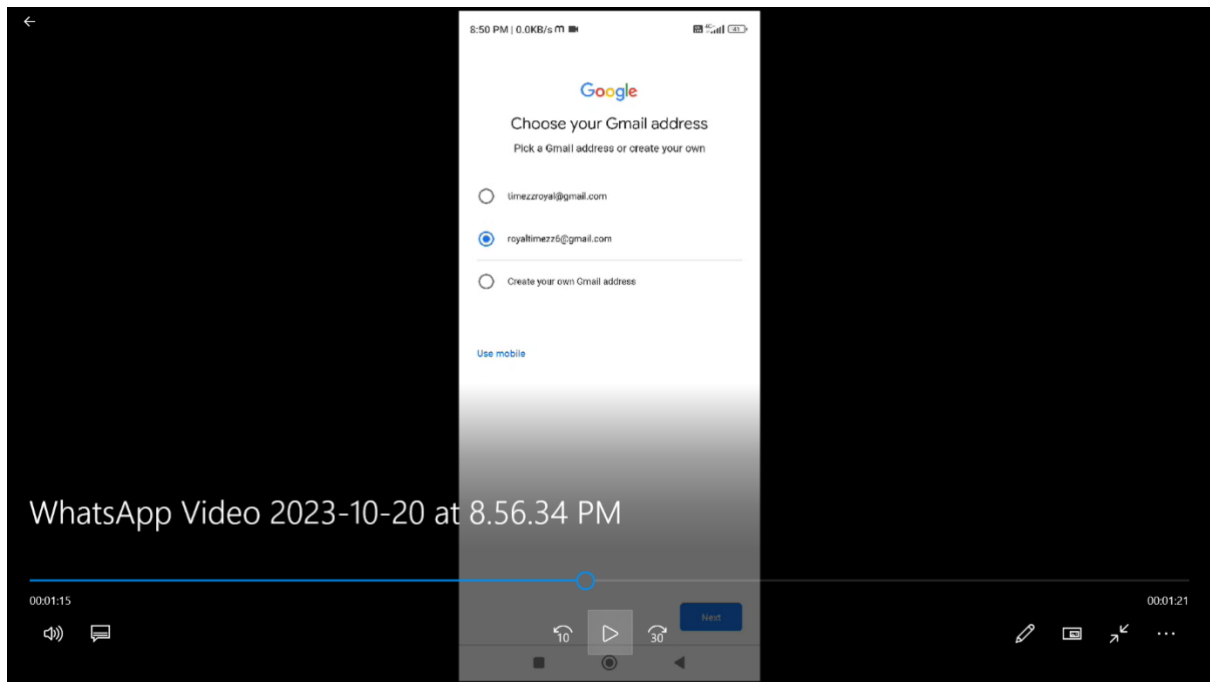 8:50 PM | 0.0KB/s
Google
Choose your Gmail address
Pick a Gmail address or create your own
timezzroyal@gmail.com
royaltimezz6@gmail.com
Create your own Gmail address
Use mobile
WhatsApp Video 2023-10-20 at 8.56.34 PM
00:01:15
00:01:21
Next
10
30